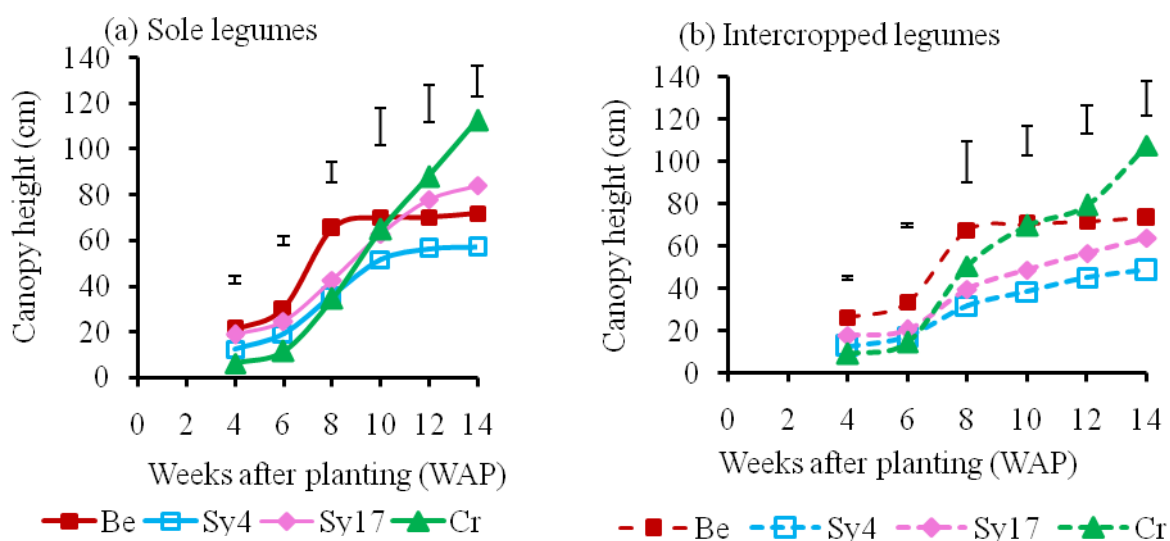 (a) Sole legumes
Canopy height (cm)
140
120
100
80
60
40
20
0
0 2 4 6 8 10 12 14
Weeks after planting (WAP)
Be Sy4 Sy17 Cr
(b) Intercropped legumes
Canopy height (cm)
140
120
100
80
60
40
20
0
0 2 4 6 8 10 12 14
Weeks after planting (WAP)
Be Sy4 Sy17 Cr